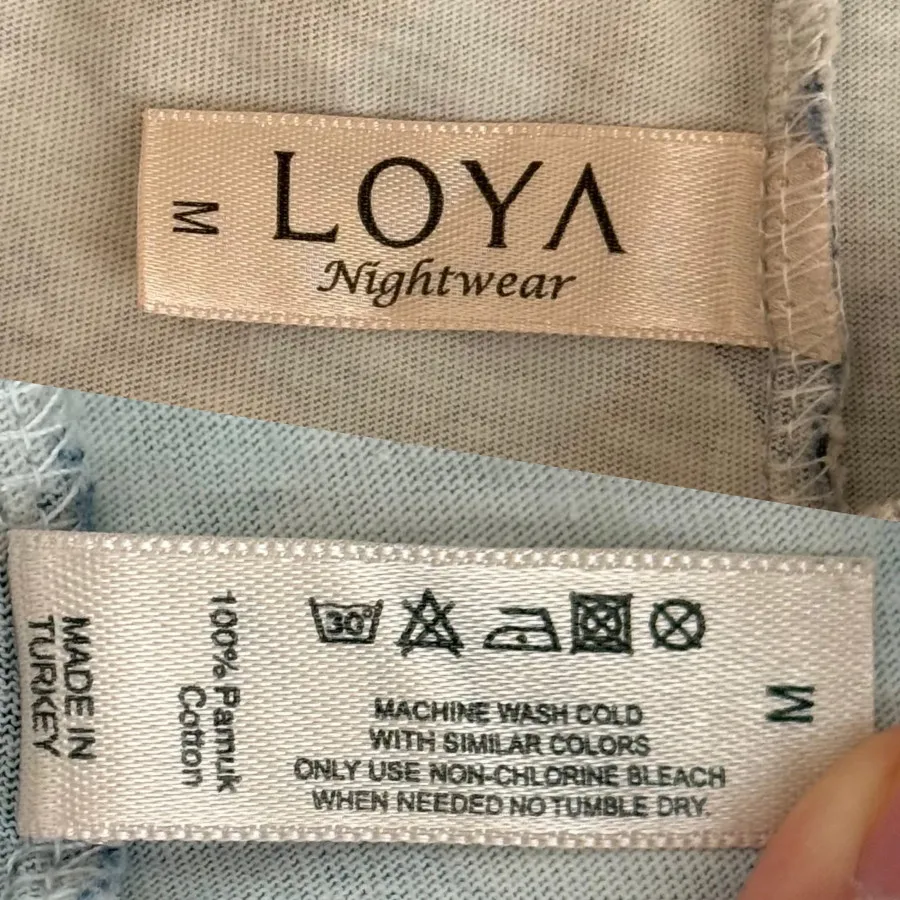 M
LOYA
Nightwear
MADE IN
TURKEY
100% Pamuk
Cotton
30°
MACHINE WASH COLD
WITH SIMILAR COLORS
ONLY USE NON-CHLORINE BLEACH
WHEN NEEDED NO TUMBLE DRY.
M